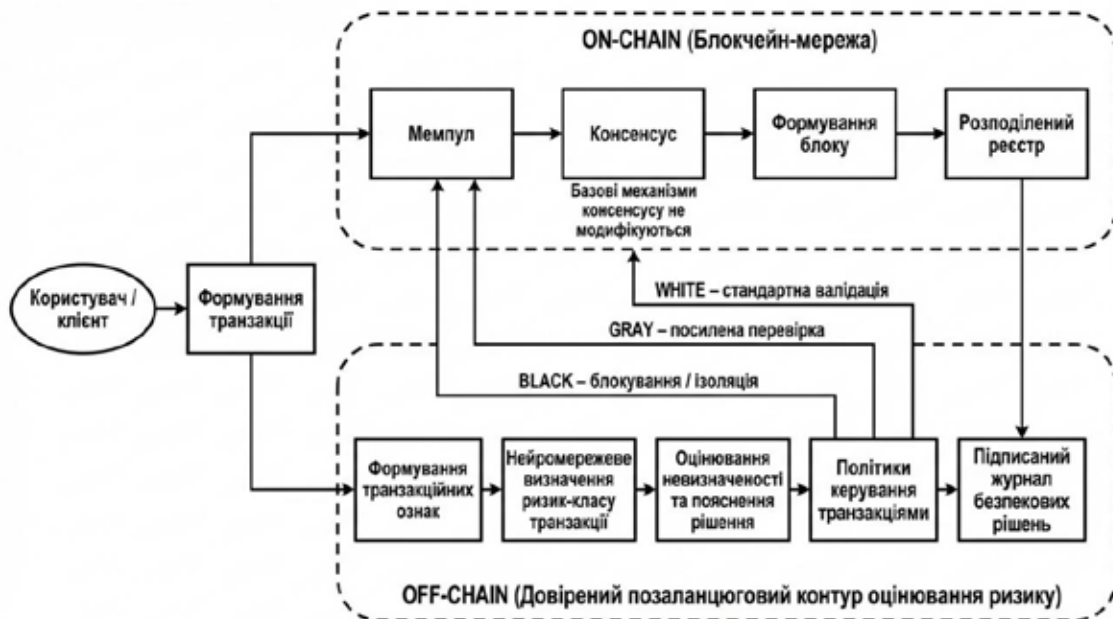 ON-CHAIN (Блокчейн-мережа)
Мемпул
Консенсус
Формування
блоку
Розподілений
реєстр
Базові механізми
консенсусу не
модифікуються
Користувач /
клієнт
Формування
транзакції
WHITE – стандартна валідація
GRAY – посилена перевірка
BLACK – блокування / ізоляція
Формування
транзакційних
ознак
Нейромережеве
визначення
ризик-класу
транзакції
Оцінювання
невизначеності
та пояснення
рішення
Політики
керування
транзакціями
Підписаний
журнал
безпекових
рішень
OFF-CHAIN (Довірений позаланцюговий контур оцінювання ризику)